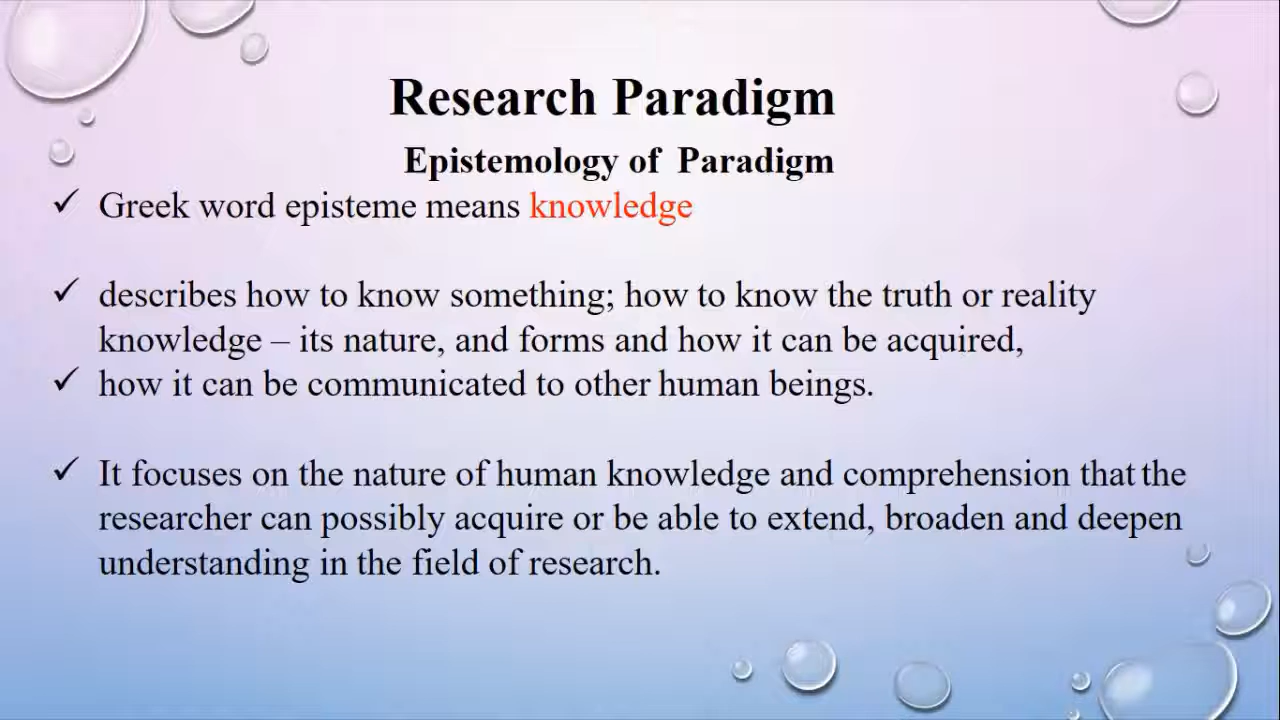 Research Paradigm
Epistemology of Paradigm
✓ Greek word episteme means knowledge
✓ describes how to know something; how to know the truth or reality
knowledge – its nature, and forms and how it can be acquired,
✓ how it can be communicated to other human beings.
✓ It focuses on the nature of human knowledge and comprehension that the
researcher can possibly acquire or be able to extend, broaden and deepen
understanding in the field of research.